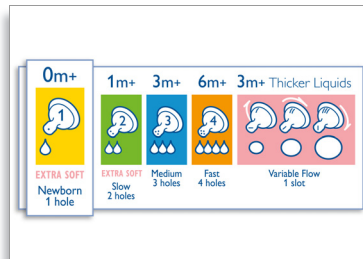 0m+
1
EXTRA SOFT
Newborn
1 hole
1m+
2
EXTRA SOFT
Slow
2 holes
3m+
3
Medium
3 holes
6m+
4
Fast
4 holes
3m+ Thicker Liquids
Variable Flow
1 slot